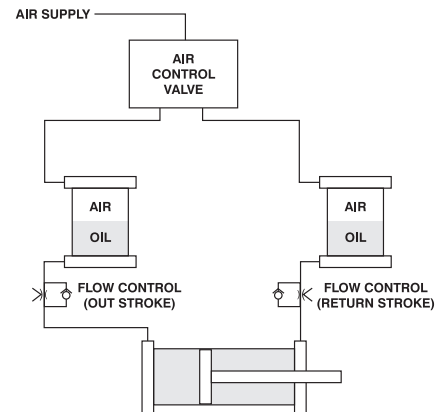 AIR SUPPLY
AIR
CONTROL
VALVE
AIR
OIL
AIR
OIL
FLOW CONTROL
(OUT STROKE)
FLOW CONTROL
(RETURN STROKE)